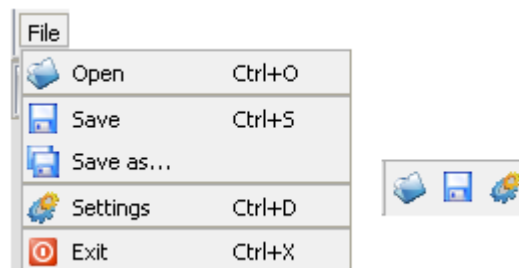 File
Open Ctrl+O
Save Ctrl+S
Save as...
Settings Ctrl+D
Exit Ctrl+X